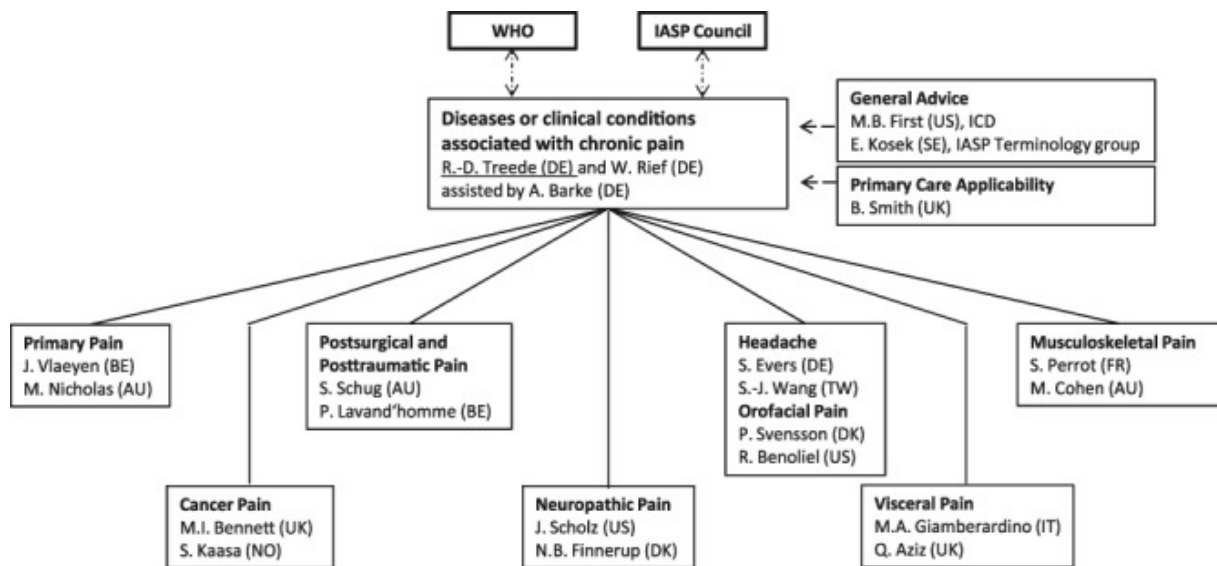 WHO
IASP Council
Diseases or clinical conditions
associated with chronic pain
R.-D. Treede (DE) and W. Rief (DE)
assisted by A. Barke (DE)
General Advice
M.B. First (US), ICD
E. Kosek (SE), IASP Terminology group
Primary Care Applicability
B. Smith (UK)
Primary Pain
J. Vlaeyen (BE)
M. Nicholas (AU)
Postsurgical and
Posttraumatic Pain
S. Schug (AU)
P. Lavand‘homme (BE)
Headache
S. Evers (DE)
S.-J. Wang (TW)
Orofacial Pain
P. Svensson (DK)
R. Benoliel (US)
Musculoskeletal Pain
S. Perrot (FR)
M. Cohen (AU)
Cancer Pain
M.I. Bennett (UK)
S. Kaasa (NO)
Neuropathic Pain
J. Scholz (US)
N.B. Finnerup (DK)
Visceral Pain
M.A. Giamberardino (IT)
Q. Aziz (UK)